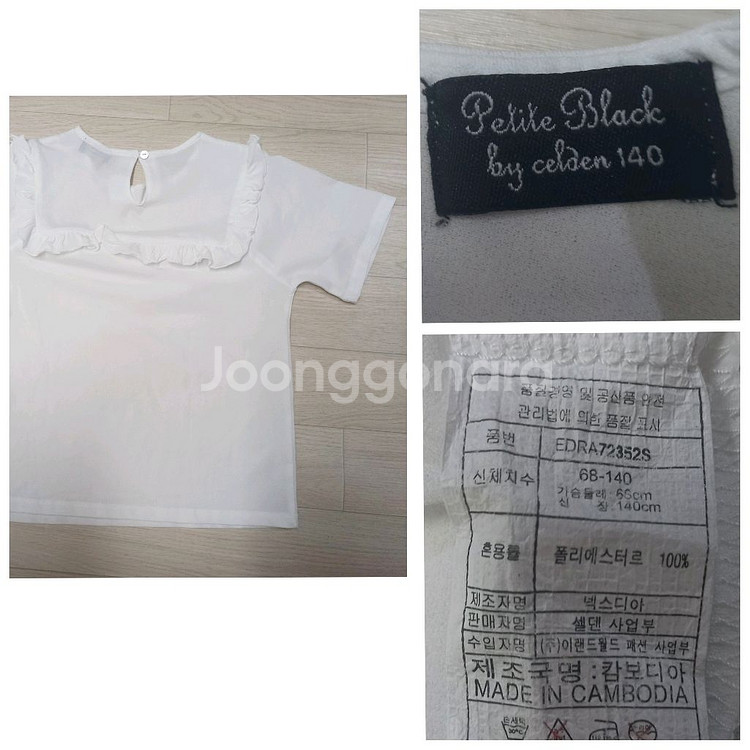 Petite Black
by celden 140
Joonggonara
품질경영 및 공산품 안전
관리법에 의한 품질 표시
품번 EDRA72352S
신체치수 68-140
가슴둘레: 66cm
신 장: 140cm
혼용률 폴리에스터르 100%
제조자명 넥스디아
판매자명 셀덴 사업부
수입자명 (주)이랜드월드 패션 사업부
제조국명 : 캄보디아
MADE IN CAMBODIA